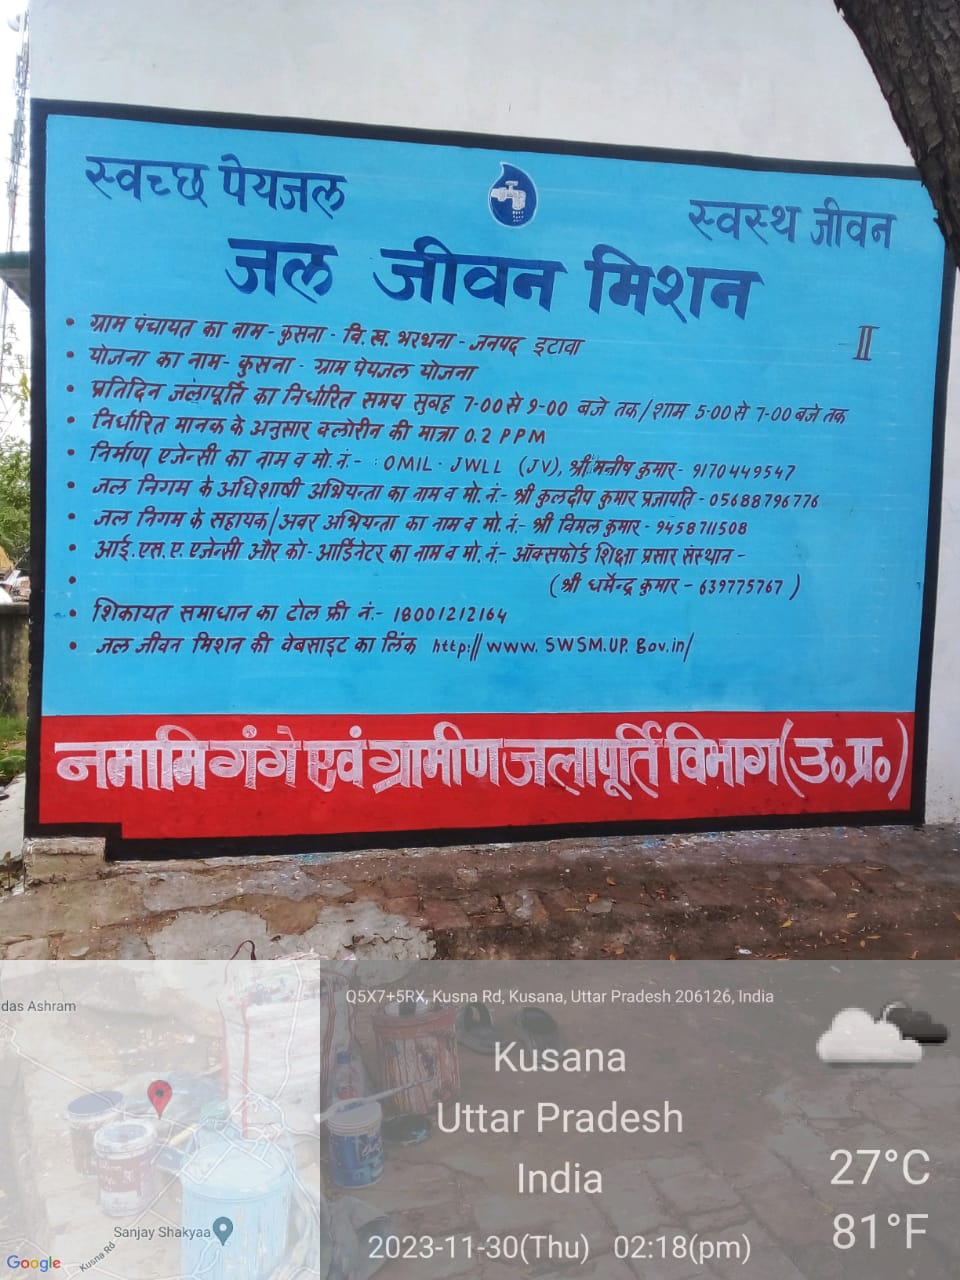 स्वच्छ पेयजल
स्वस्थ जीवन
जल जीवन मिशन
II
• ग्राम पंचायत का नाम - कुसना - वि.ख. भरथना - जनपद इटावा
• योजना का नाम - कुसना - ग्राम पेयजल योजना
• प्रतिदिन जलापूर्ति का निर्धारित समय सुबह 7-00 से 9-00 बजे तक / शाम 5-00 से 7-00 बजे तक
• निर्धारित मानक के अनुसार क्लोरीन की मात्रा 0.2 PPM
• निर्माण एजेन्सी का नाम व मो.नं.- : OMIL - JWLL (JV), श्री मनीष कुमार - 9170449547
• जल निगम के अधिशाषी अभियन्ता का नाम व मो.नं.- श्री कुलदीप कुमार प्रजापति - 05688796776
• जल निगम के सहायक/अवर अभियन्ता का नाम व मो.नं.- श्री विमल कुमार - 9458711508
• आई.एस.ए. एजेन्सी और को-आर्डिनेटर का नाम व मो.नं.- ऑक्सफोर्ड शिक्षा प्रसार संस्थान -
• (श्री धर्मेन्द्र कुमार - 639775767)
• शिकायत समाधान का टोल फ्री नं.- 18001212164
• जल जीवन मिशन की वेबसाइट का लिंक http:// www. SWSM.UP. Gov.in/
नमामि गंगे एवं ग्रामीण जलापूर्ति विभाग (उ॰प्र॰)
das Ashram
Sanjay Shakyaa
Kusna Rd
Google
Q5X7+5RX, Kusna Rd, Kusana, Uttar Pradesh 206126, India
Kusana
Uttar Pradesh
India
2023-11-30(Thu) 02:18(pm)
27°C
81°F